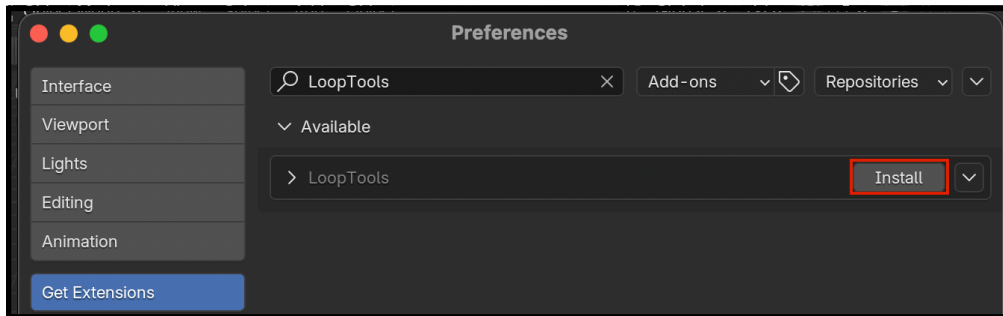 Preferences
Interface
Viewport
Lights
Editing
Animation
Get Extensions
LoopTools
Add-ons
Repositories
Available
LoopTools
Install